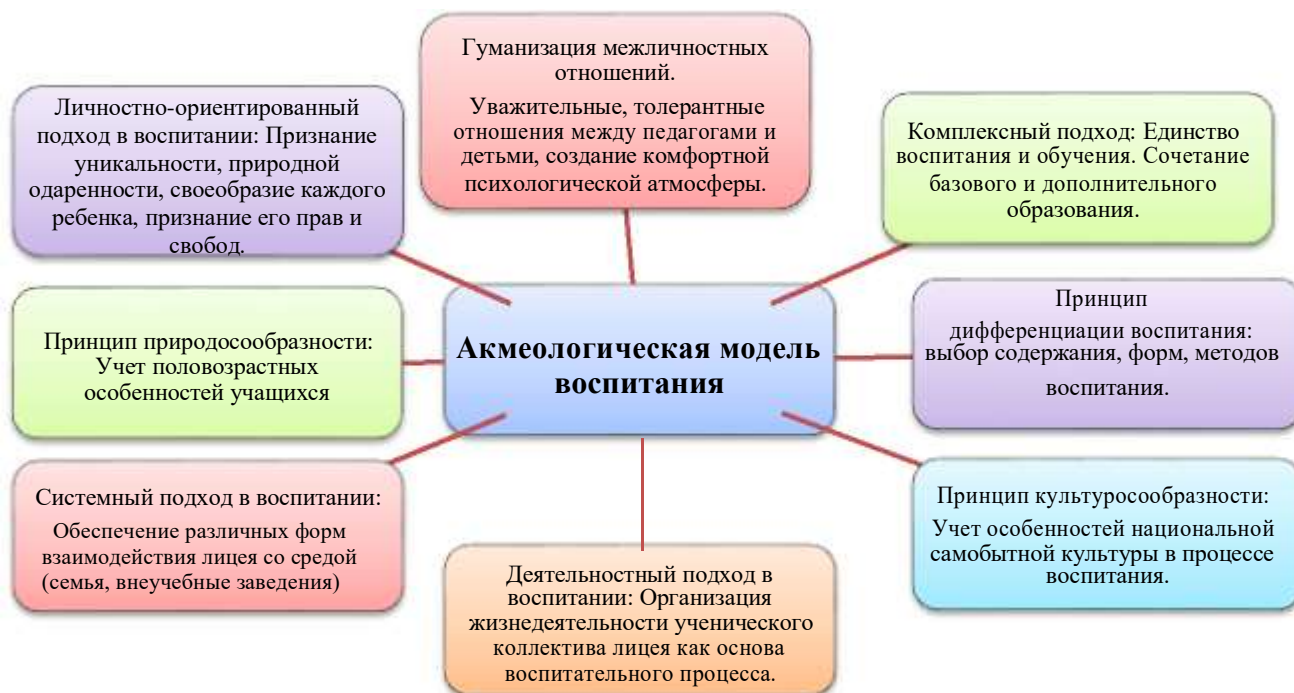 Гуманизация межличностных
отношений.
Уважительные, толерантные
отношения между педагогами и
детьми, создание комфортной
психологической атмосферы.
Личностно-ориентированный
подход в воспитании: Признание
уникальности, природной
одаренности, своеобразие каждого
ребенка, признание его прав и
свобод.
Комплексный подход: Единство
воспитания и обучения. Сочетание
базового и дополнительного
образования.
Принцип природосообразности:
Учет половозрастных
особенностей учащихся
Акмеологическая модель
воспитания
Принцип
дифференциации воспитания:
выбор содержания, форм, методов
воспитания.
Системный подход в воспитании:
Обеспечение различных форм
взаимодействия лицея со средой
(семья, внеучебные заведения)
Деятельностный подход в
воспитании: Организация
жизнедеятельности ученического
коллектива лицея как основа
воспитательного процесса.
Принцип культуросообразности:
Учет особенностей национальной
самобытной культуры в процессе
воспитания.